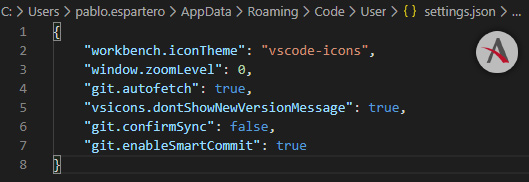 C: > Users > pablo.espartero > AppData > Roaming > Code > User > {} settings.json > ...
1 {
2 "workbench.iconTheme": "vscode-icons",
3 "window.zoomLevel": 0,
4 "git.autofetch": true,
5 "vsicons.dontShowNewVersionMessage": true,
6 "git.confirmSync": false,
7 "git.enableSmartCommit": true
8 }